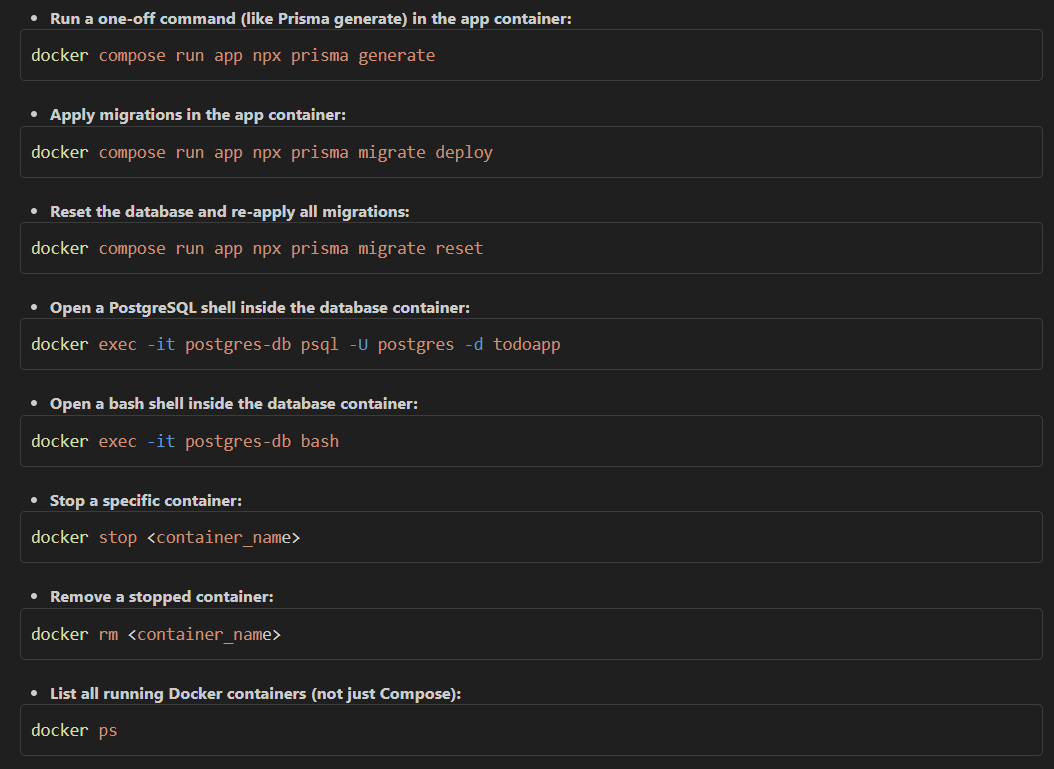 • Run a one-off command (like Prisma generate) in the app container:
docker compose run app npx prisma generate
• Apply migrations in the app container:
docker compose run app npx prisma migrate deploy
• Reset the database and re-apply all migrations:
docker compose run app npx prisma migrate reset
• Open a PostgreSQL shell inside the database container:
docker exec -it postgres-db psql -U postgres -d todoapp
• Open a bash shell inside the database container:
docker exec -it postgres-db bash
• Stop a specific container:
docker stop <container_name>
• Remove a stopped container:
docker rm <container_name>
• List all running Docker containers (not just Compose):
docker ps